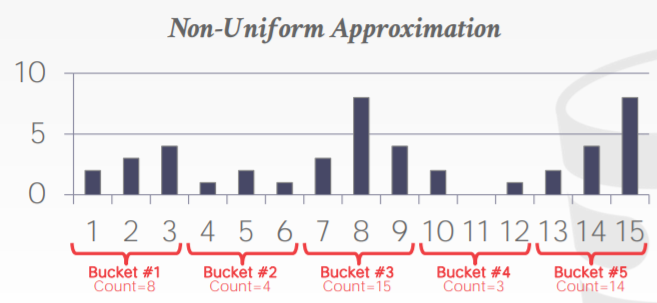 Non-Uniform Approximation
10
5
0
1 2 3 4 5 6 7 8 9 10 11 12 13 14 15
Bucket #1 Bucket #2 Bucket #3 Bucket #4 Bucket #5
Count=8 Count=4 Count=15 Count=3 Count=14